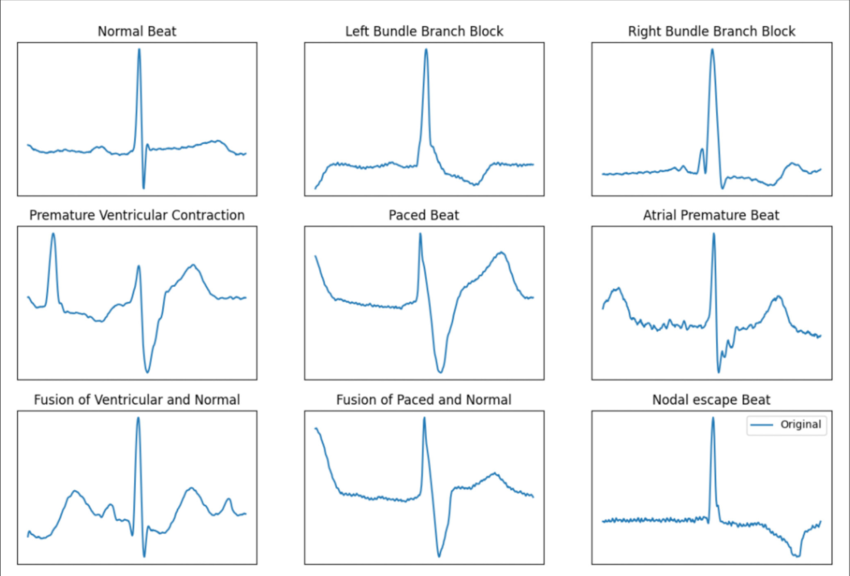 Normal Beat
Left Bundle Branch Block
Right Bundle Branch Block
Premature Ventricular Contraction
Paced Beat
Atrial Premature Beat
Fusion of Ventricular and Normal
Fusion of Paced and Normal
Nodal escape Beat
Original